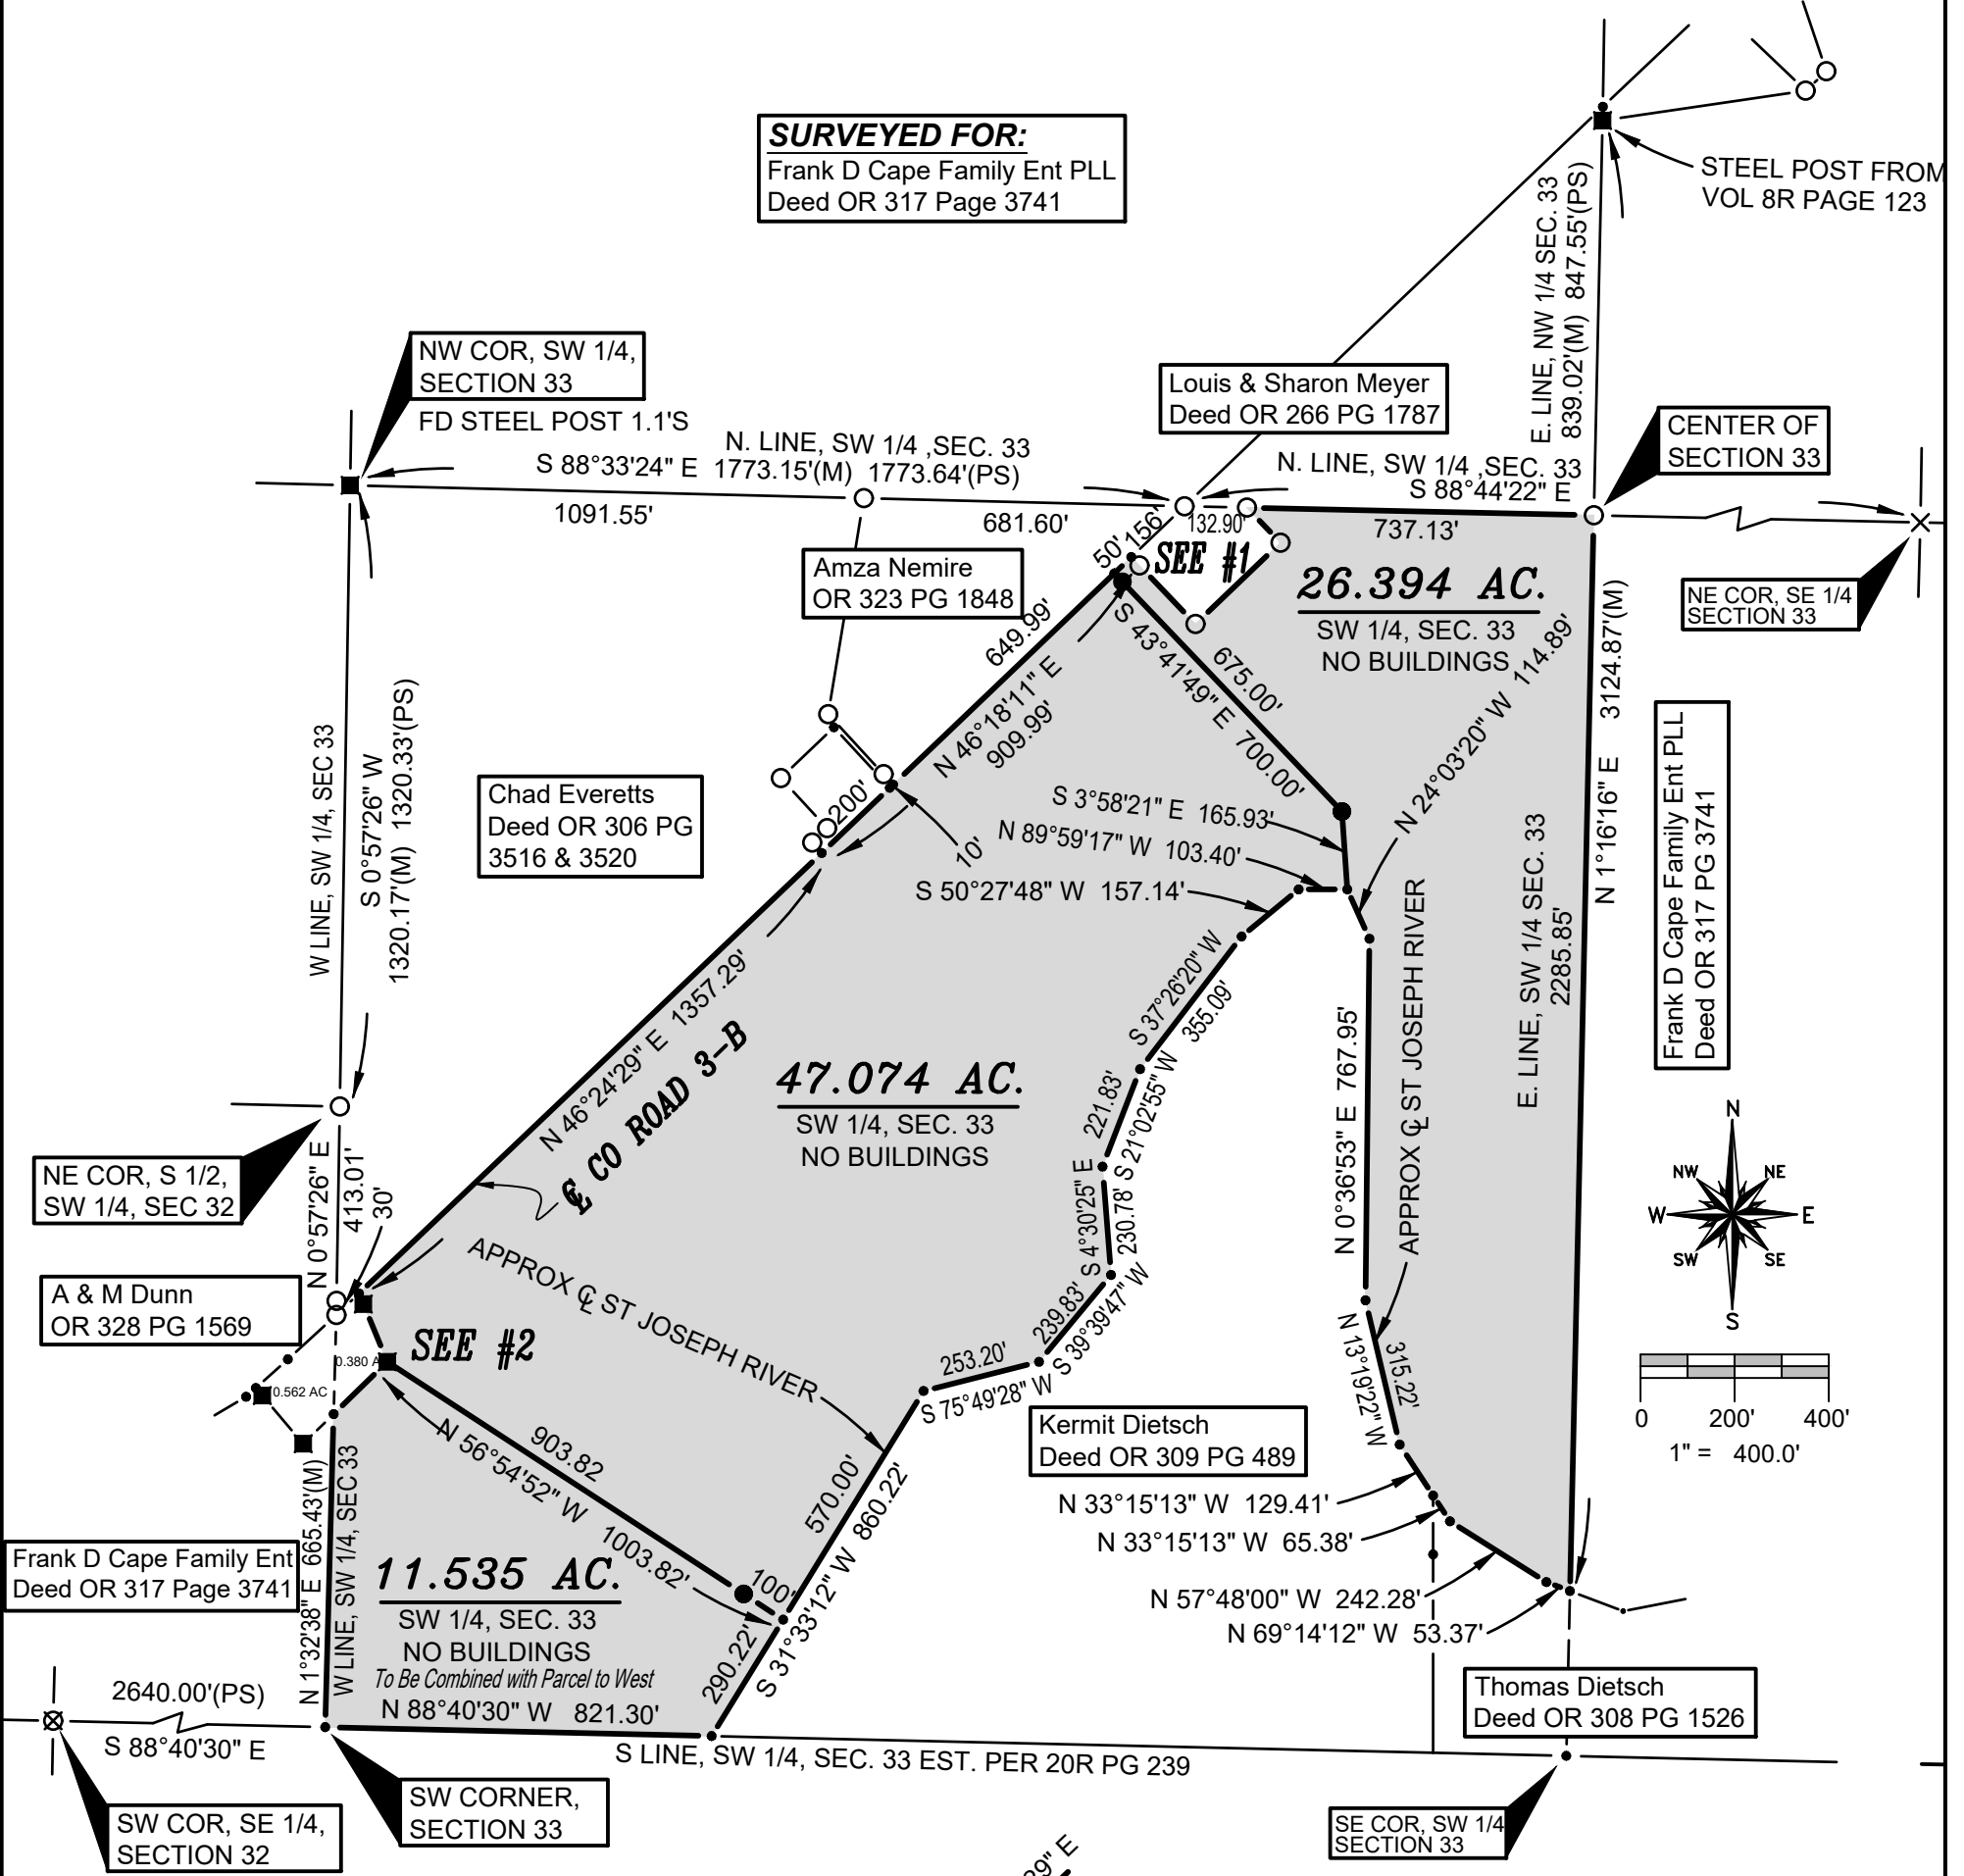 SURVEYED FOR:
Frank D Cape Family Ent PLL
Deed OR 317 Page 3741
STEEL POST FROM
VOL 8R PAGE 123
E. LINE, NW 1/4 SEC. 33
839.02'(M) 847.55'(PS)
NW COR, SW 1/4,
SECTION 33
FD STEEL POST 1.1'S
N. LINE, SW 1/4 ,SEC. 33
S 88°33'24" E 1773.15'(M) 1773.64'(PS)
1091.55'
681.60'
Louis & Sharon Meyer
Deed OR 266 PG 1787
N. LINE, SW 1/4 ,SEC. 33
S 88°44'22" E
132.90'
737.13'
CENTER OF
SECTION 33
NE COR, SE 1/4
SECTION 33
50'
156'
SEE #1
26.394 AC.
SW 1/4, SEC. 33
NO BUILDINGS
Amza Nemire
OR 323 PG 1848
649.99'
N 46°18'11" E
909.99'
S 43°41'49" E 700.00'
675.00'
N 24°03'20" W 114.89'
3124.87'(M)
N 1°16'16" E
E. LINE, SW 1/4 SEC. 33
2285.85'
Frank D Cape Family Ent PLL
Deed OR 317 PG 3741
W LINE, SW 1/4, SEC 33
S 0°57'26" W
1320.17'(M) 1320.33'(PS)
Chad Everetts
Deed OR 306 PG
3516 & 3520
200'
10'
S 3°58'21" E 165.93'
N 89°59'17" W 103.40'
S 50°27'48" W 157.14'
S 37°26'20" W
355.09'
N 46°24'29" E 1357.29'
℄ CO ROAD 3-B
47.074 AC.
SW 1/4, SEC. 33
NO BUILDINGS
221.83'
S 21°02'55" W
S 4°30'25" E
230.78'
239.83'
S 39°39'47" W
253.20'
S 75°49'28" W
N 0°36'53" E 767.95'
APPROX ℄ ST JOSEPH RIVER
N 13°19'22" W
315.22'
N
NE
E
SE
S
SW
W
NW
0 200' 400'
1" = 400.0'
NE COR, S 1/2,
SW 1/4, SEC 32
N 0°57'26" E
413.01'
30'
A & M Dunn
OR 328 PG 1569
0.380 A
0.562 AC
SEE #2
APPROX ℄ ST JOSEPH RIVER
903.82
N 56°54'52" W 1003.82'
100'
570.00'
S 31°33'12" W 860.22'
290.22'
Kermit Dietsch
Deed OR 309 PG 489
N 33°15'13" W 129.41'
N 33°15'13" W 65.38'
N 57°48'00" W 242.28'
N 69°14'12" W 53.37'
Frank D Cape Family Ent
Deed OR 317 Page 3741
N 1°32'38" E 665.43'(M)
W LINE, SW 1/4, SEC 33
11.535 AC.
SW 1/4, SEC. 33
NO BUILDINGS
To Be Combined with Parcel to West
N 88°40'30" W 821.30'
2640.00'(PS)
S 88°40'30" E
S LINE, SW 1/4, SEC. 33 EST. PER 20R PG 239
Thomas Dietsch
Deed OR 308 PG 1526
SW COR, SE 1/4,
SECTION 32
SW CORNER,
SECTION 33
SE COR, SW 1/4
SECTION 33
29" E